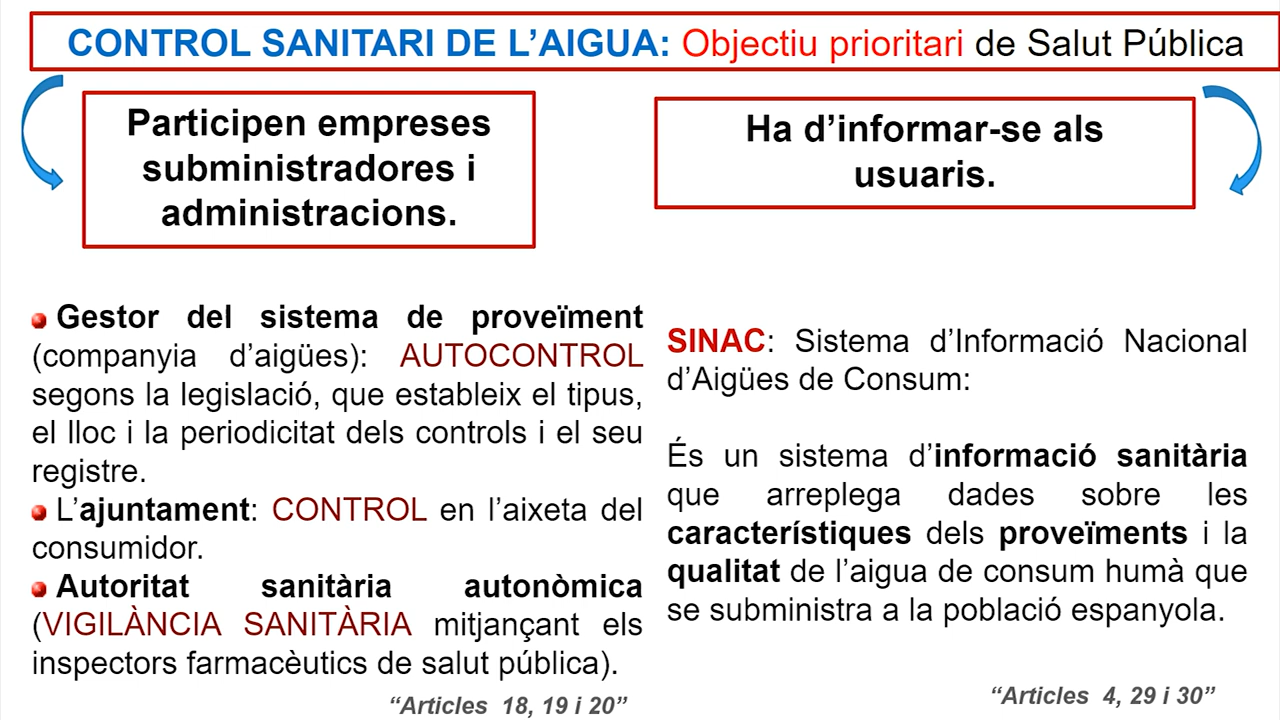 CONTROL SANITARI DE L’AIGUA: Objectiu prioritari de Salut Pública
Participen empreses
subministradores i
administracions.
Gestor del sistema de proveïment
(companyia d’aigües): AUTOCONTROL
segons la legislació, que estableix el tipus,
el lloc i la periodicitat dels controls i el seu
registre.
L’ajuntament: CONTROL en l’aixeta del
consumidor.
Autoritat sanitària autonòmica
(VIGILÀNCIA SANITÀRIA mitjançant els
inspectors farmacèutics de salut pública).
“Articles 18, 19 i 20”
Ha d’informar-se als
usuaris.
SINAC: Sistema d’Informació Nacional
d’Aigües de Consum:
És un sistema d’informació sanitària
que arreplega dades sobre les
característiques dels proveïments i la
qualitat de l’aigua de consum humà que
se subministra a la població espanyola.
“Articles 4, 29 i 30”